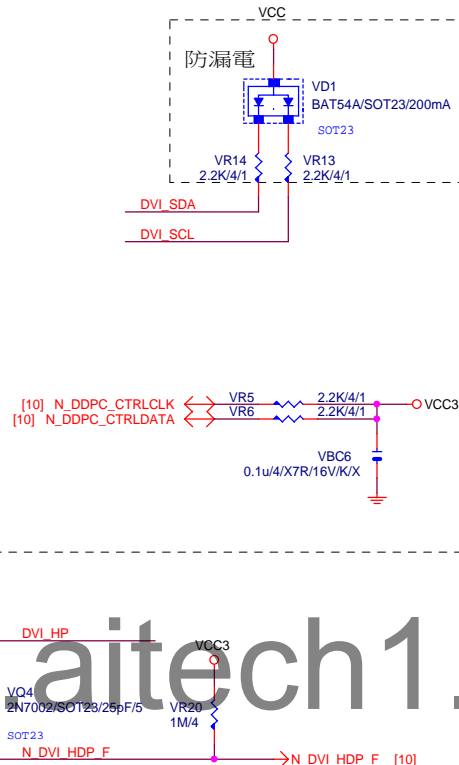 VCC
防漏電
VD1
BAT54A/SOT23/200mA
SOT23
VR14
2.2K/4/1
VR13
2.2K/4/1
DVI_SDA
DVI_SCL
[10] N_DDPC_CTRLCLK
VR5
2.2K/4/1
VCC3
[10] N_DDPC_CTRLDATA
VR6
2.2K/4/1
VBC6
0.1u/4/X7R/16V/K/X
DVI_HP
VCC3
.aitech1.
VQ4
2N7002/SOT23/25pF/5
VR20
1M/4
SOT23
N_DVI_HDP_F
N_DVI_HDP_F [10]